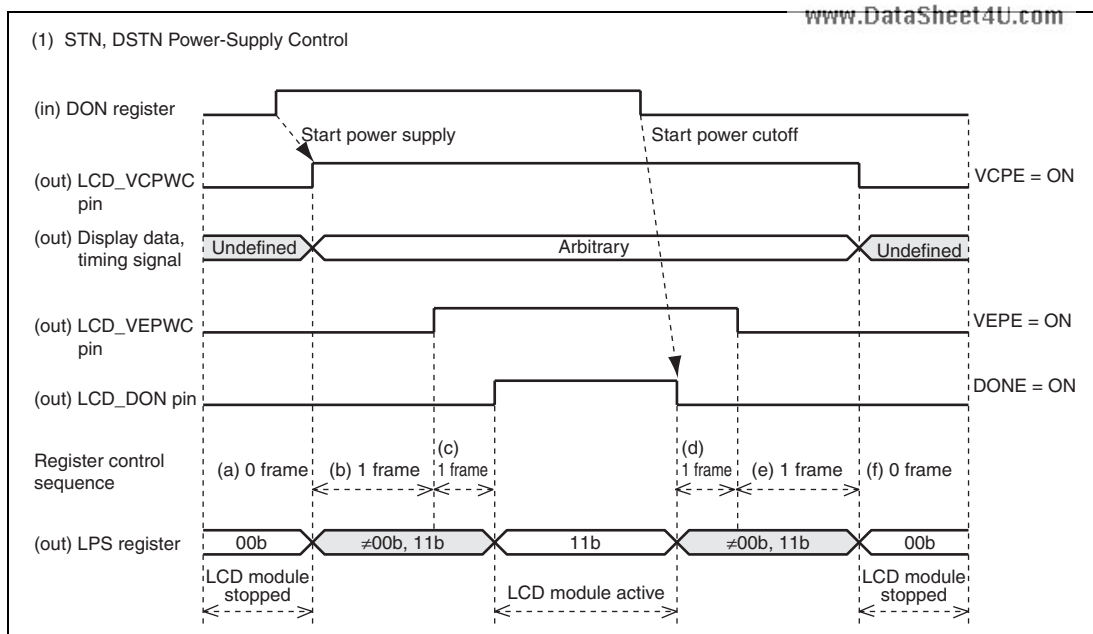 www.DataSheet4U.com
(1) STN, DSTN Power-Supply Control
(in) DON register
Start power supply
Start power cutoff
(out) LCD_VCPWC
pin
VCPE = ON
(out) Display data,
timing signal
Undefined
Arbitrary
Undefined
(out) LCD_VEPWC
pin
VEPE = ON
(out) LCD_DON pin
DONE = ON
Register control
sequence
(a) 0 frame
(b) 1 frame
(c)
1 frame
(d)
1 frame
(e) 1 frame
(f) 0 frame
(out) LPS register
00b
≠00b, 11b
11b
≠00b, 11b
00b
LCD module
stopped
LCD module active
LCD module
stopped